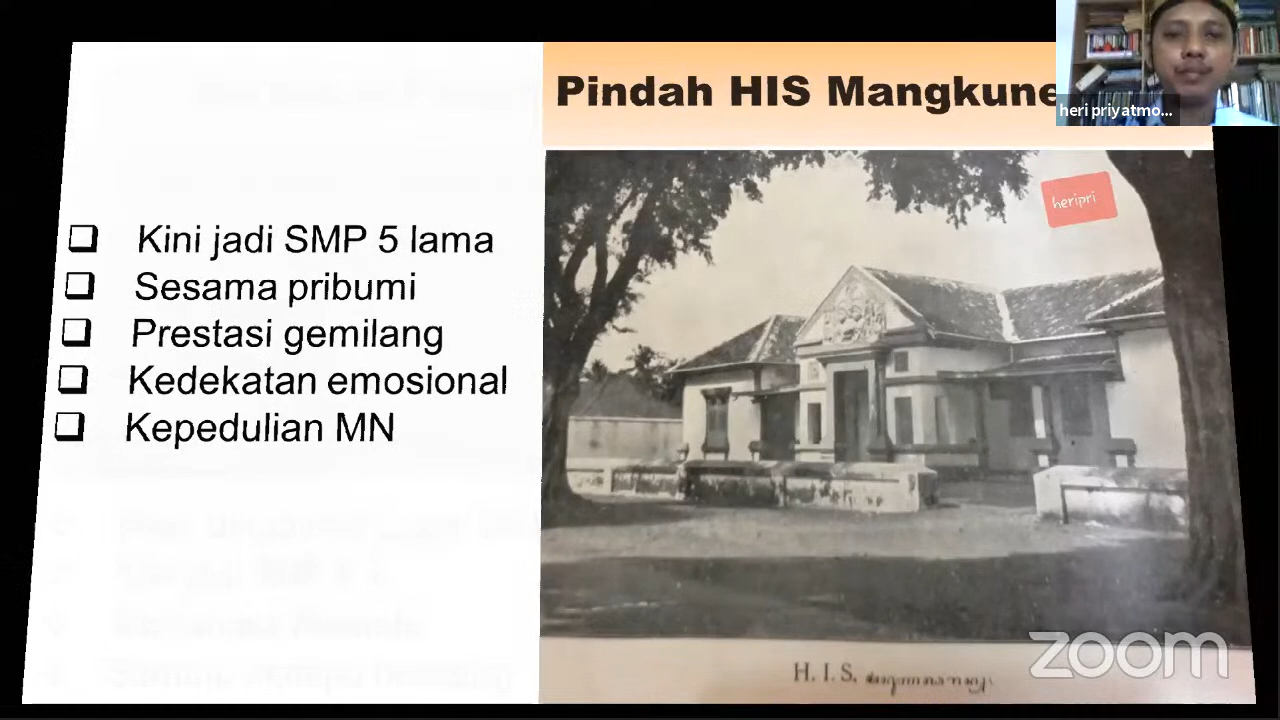 Pindah HIS Mangkune
heri priyatmo...
heripri
Kini jadi SMP 5 lama
Sesama pribumi
Prestasi gemilang
Kedekatan emosional
Kepedulian MN
zoom
H. I. S.